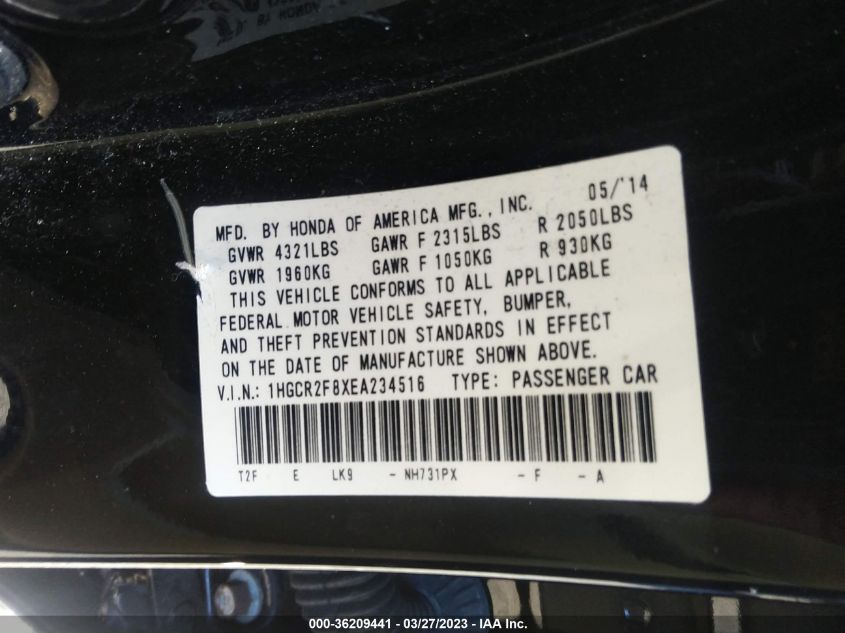 MFD. BY HONDA OF AMERICA MFG., INC. 05/'14
GVWR 4321LBS GAWR F 2315LBS R 2050LBS
GVWR 1960KG GAWR F 1050KG R 930KG
THIS VEHICLE CONFORMS TO ALL APPLICABLE
FEDERAL MOTOR VEHICLE SAFETY, BUMPER,
AND THEFT PREVENTION STANDARDS IN EFFECT
ON THE DATE OF MANUFACTURE SHOWN ABOVE.
V.I.N.: 1HGCR2F8XEA234516 TYPE: PASSENGER CAR
T2F E LK9 - NH731PX - F - A
000-36209441 - 03/27/2023 - IAA Inc.